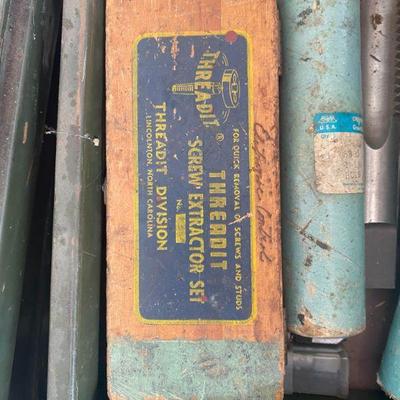 THREADIT
®
FOR QUICK REMOVAL OF SCREWS AND STUDS
THREADIT
SCREW EXTRACTOR SET
No.
THREADIT DIVISION
LINCOLNTON, NORTH CAROLINA
U.S.A.